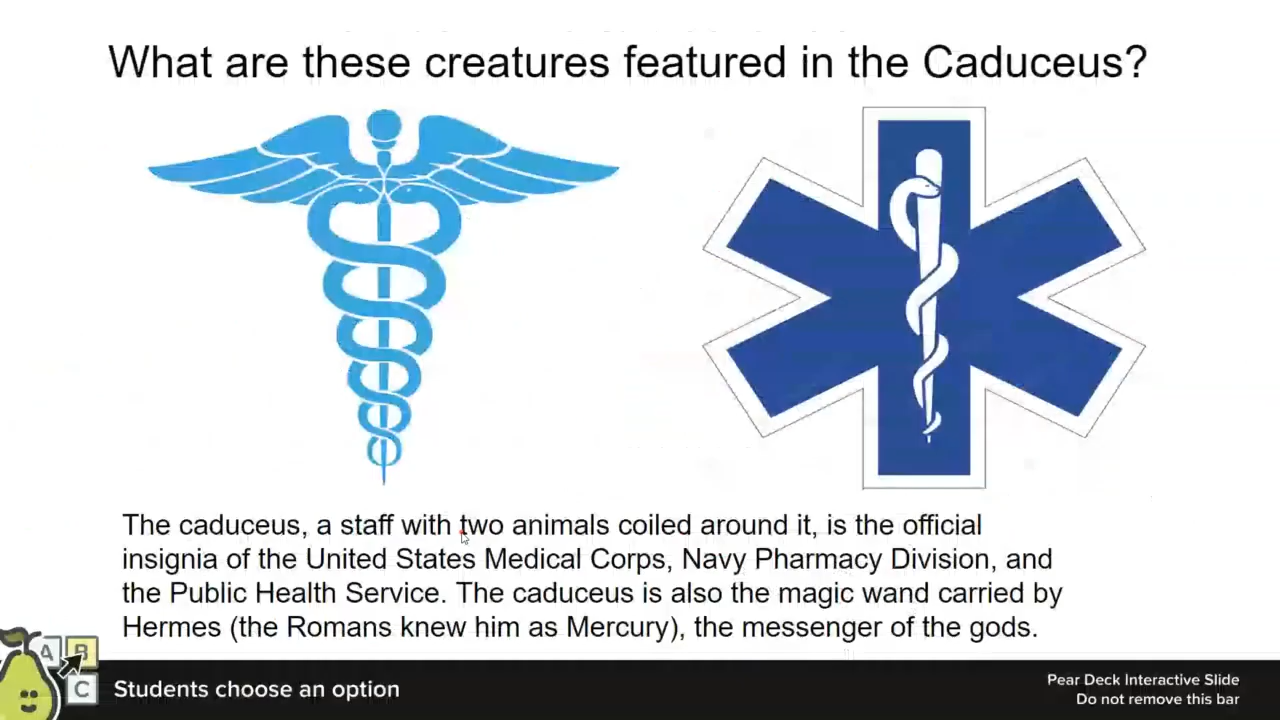 What are these creatures featured in the Caduceus?
The caduceus, a staff with two animals coiled around it, is the official
insignia of the United States Medical Corps, Navy Pharmacy Division, and
the Public Health Service. The caduceus is also the magic wand carried by
Hermes (the Romans knew him as Mercury), the messenger of the gods.
A B
C
Students choose an option
Pear Deck Interactive Slide
Do not remove this bar